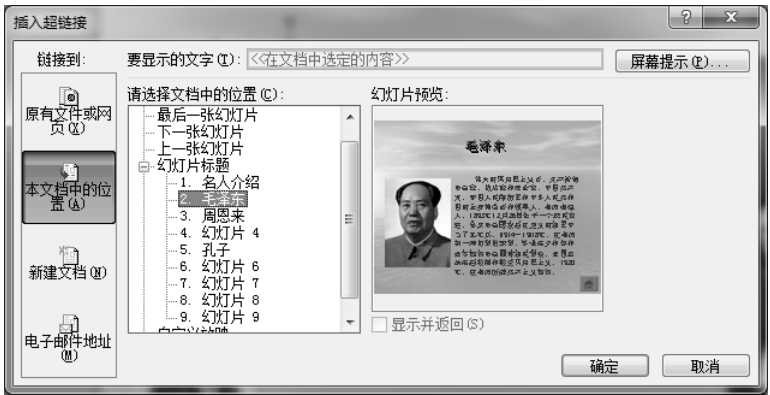 插入超链接
链接到:
要显示的文字(T): <<在文档中选定的内容>>
屏幕提示(P)...
原有文件或网页(X)
本文档中的位置(A)
新建文档(N)
电子邮件地址(M)
请选择文档中的位置(C):
最后一张幻灯片
下一张幻灯片
上一张幻灯片
幻灯片标题
1. 名人介绍
2. 毛泽东
3. 周恩来
4. 幻灯片 4
5. 孔子
6. 幻灯片 6
7. 幻灯片 7
8. 幻灯片 8
9. 幻灯片 9
幻灯片预览:
毛泽东
显示并返回(S)
确定
取消